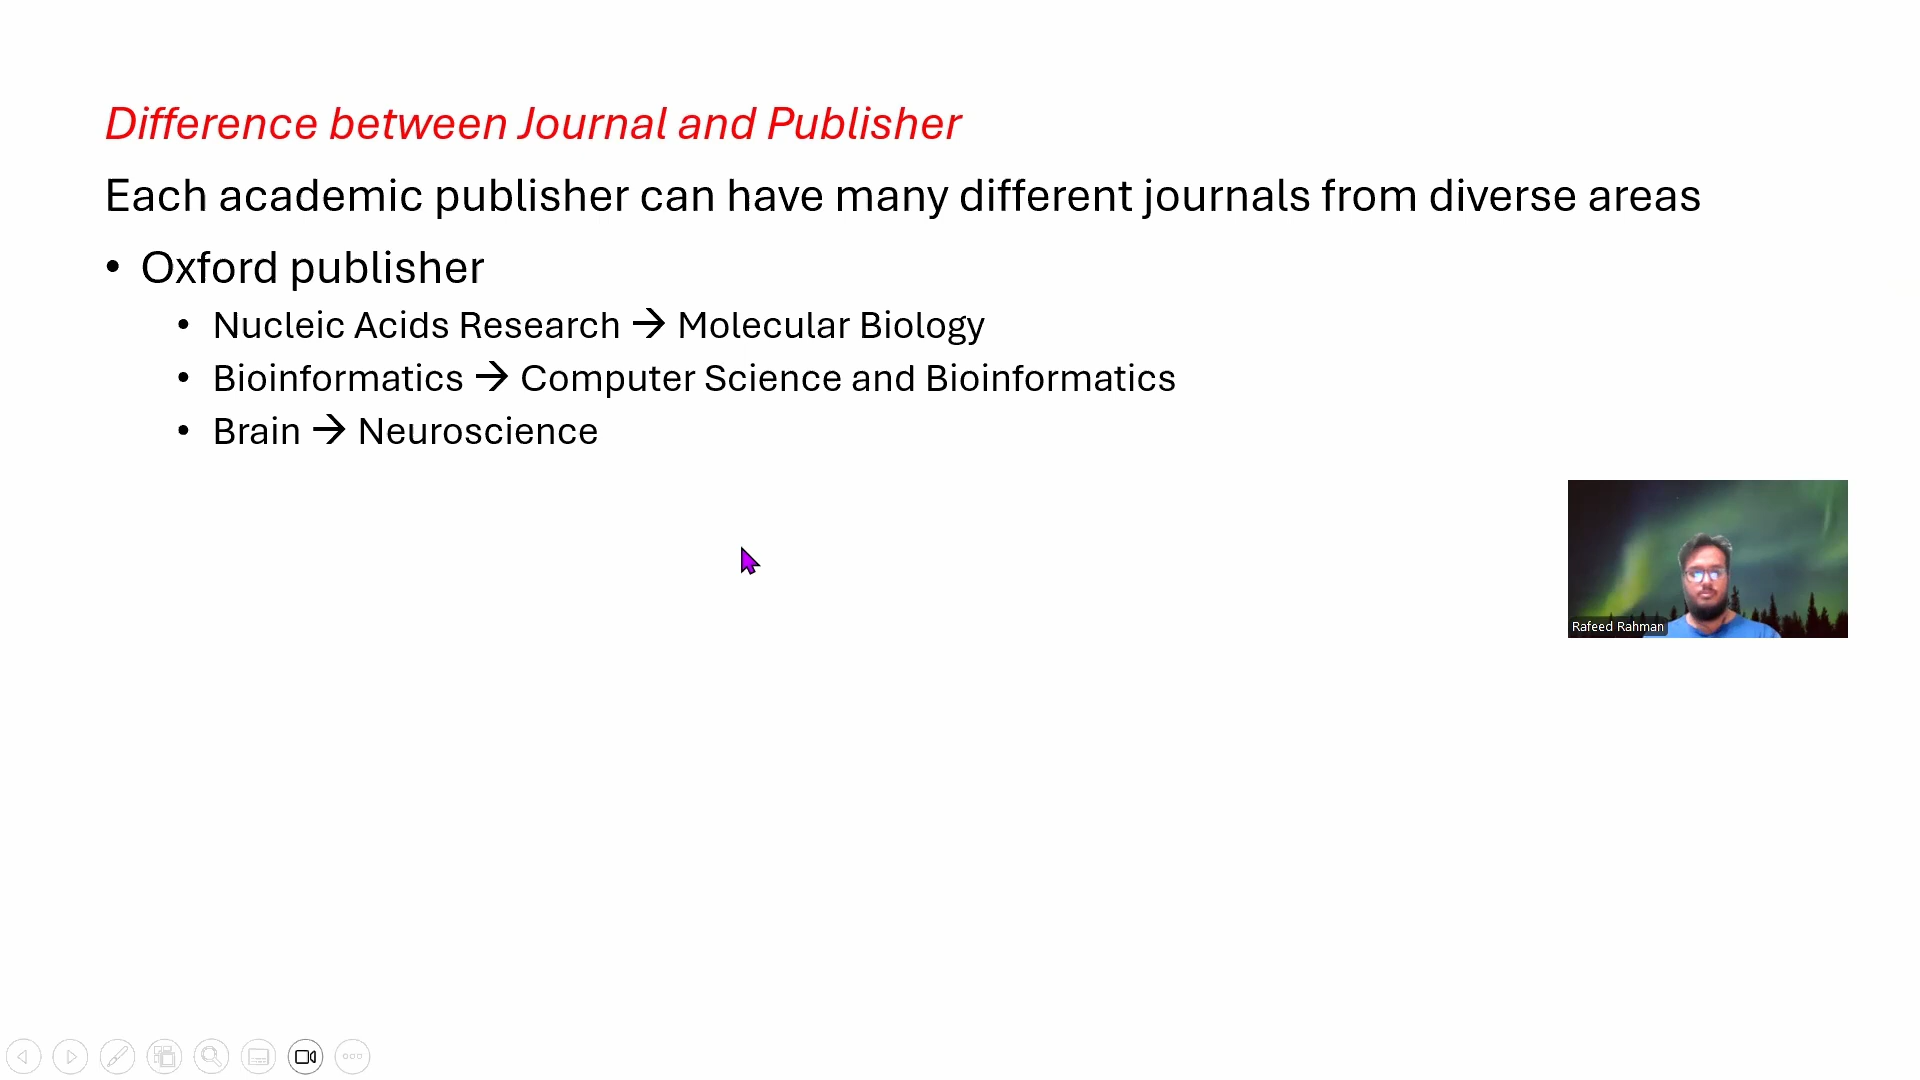 Difference between Journal and Publisher
Each academic publisher can have many different journals from diverse areas
• Oxford publisher
• Nucleic Acids Research → Molecular Biology
• Bioinformatics → Computer Science and Bioinformatics
• Brain → Neuroscience
Rafeed Rahman